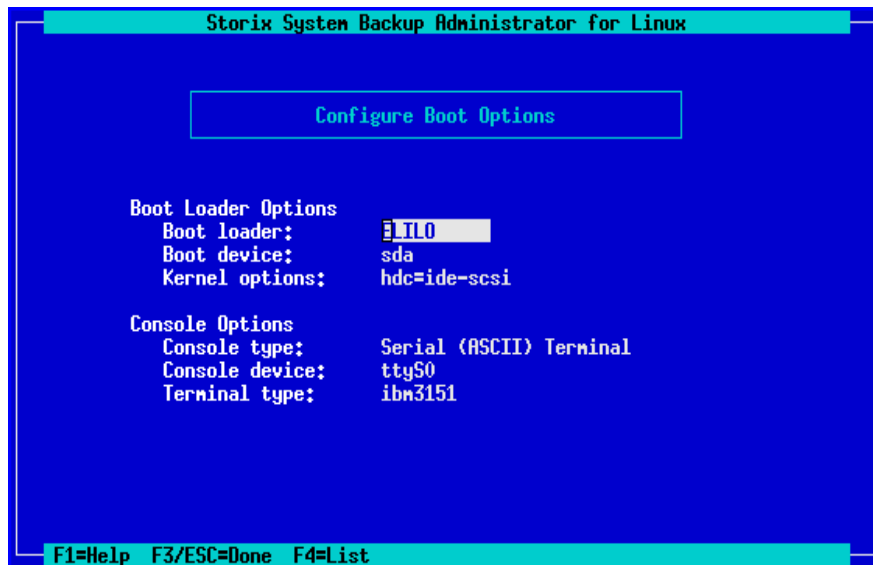 Storix System Backup Administrator for Linux
Configure Boot Options
Boot Loader Options
Boot loader: ELILO
Boot device: sda
Kernel options: hdc=ide-scsi
Console Options
Console type: Serial (ASCII) Terminal
Console device: ttyS0
Terminal type: ibm3151
F1=Help F3/ESC=Done F4=List